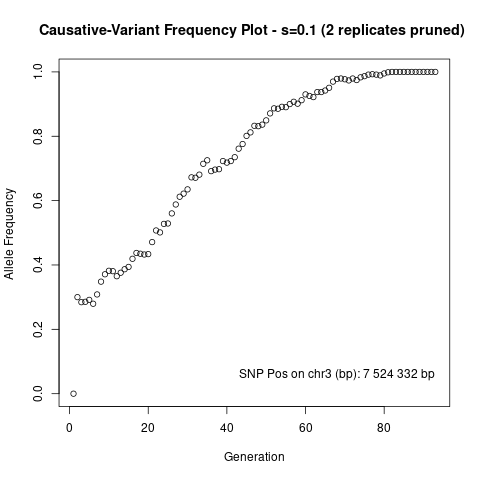 Causative-Variant Frequency Plot - s=0.1 (2 replicates pruned)
1.0
0.8
0.6
0.4
0.2
0.0
Allele Frequency
SNP Pos on chr3 (bp): 7 524 332 bp
0 20 40 60 80
Generation